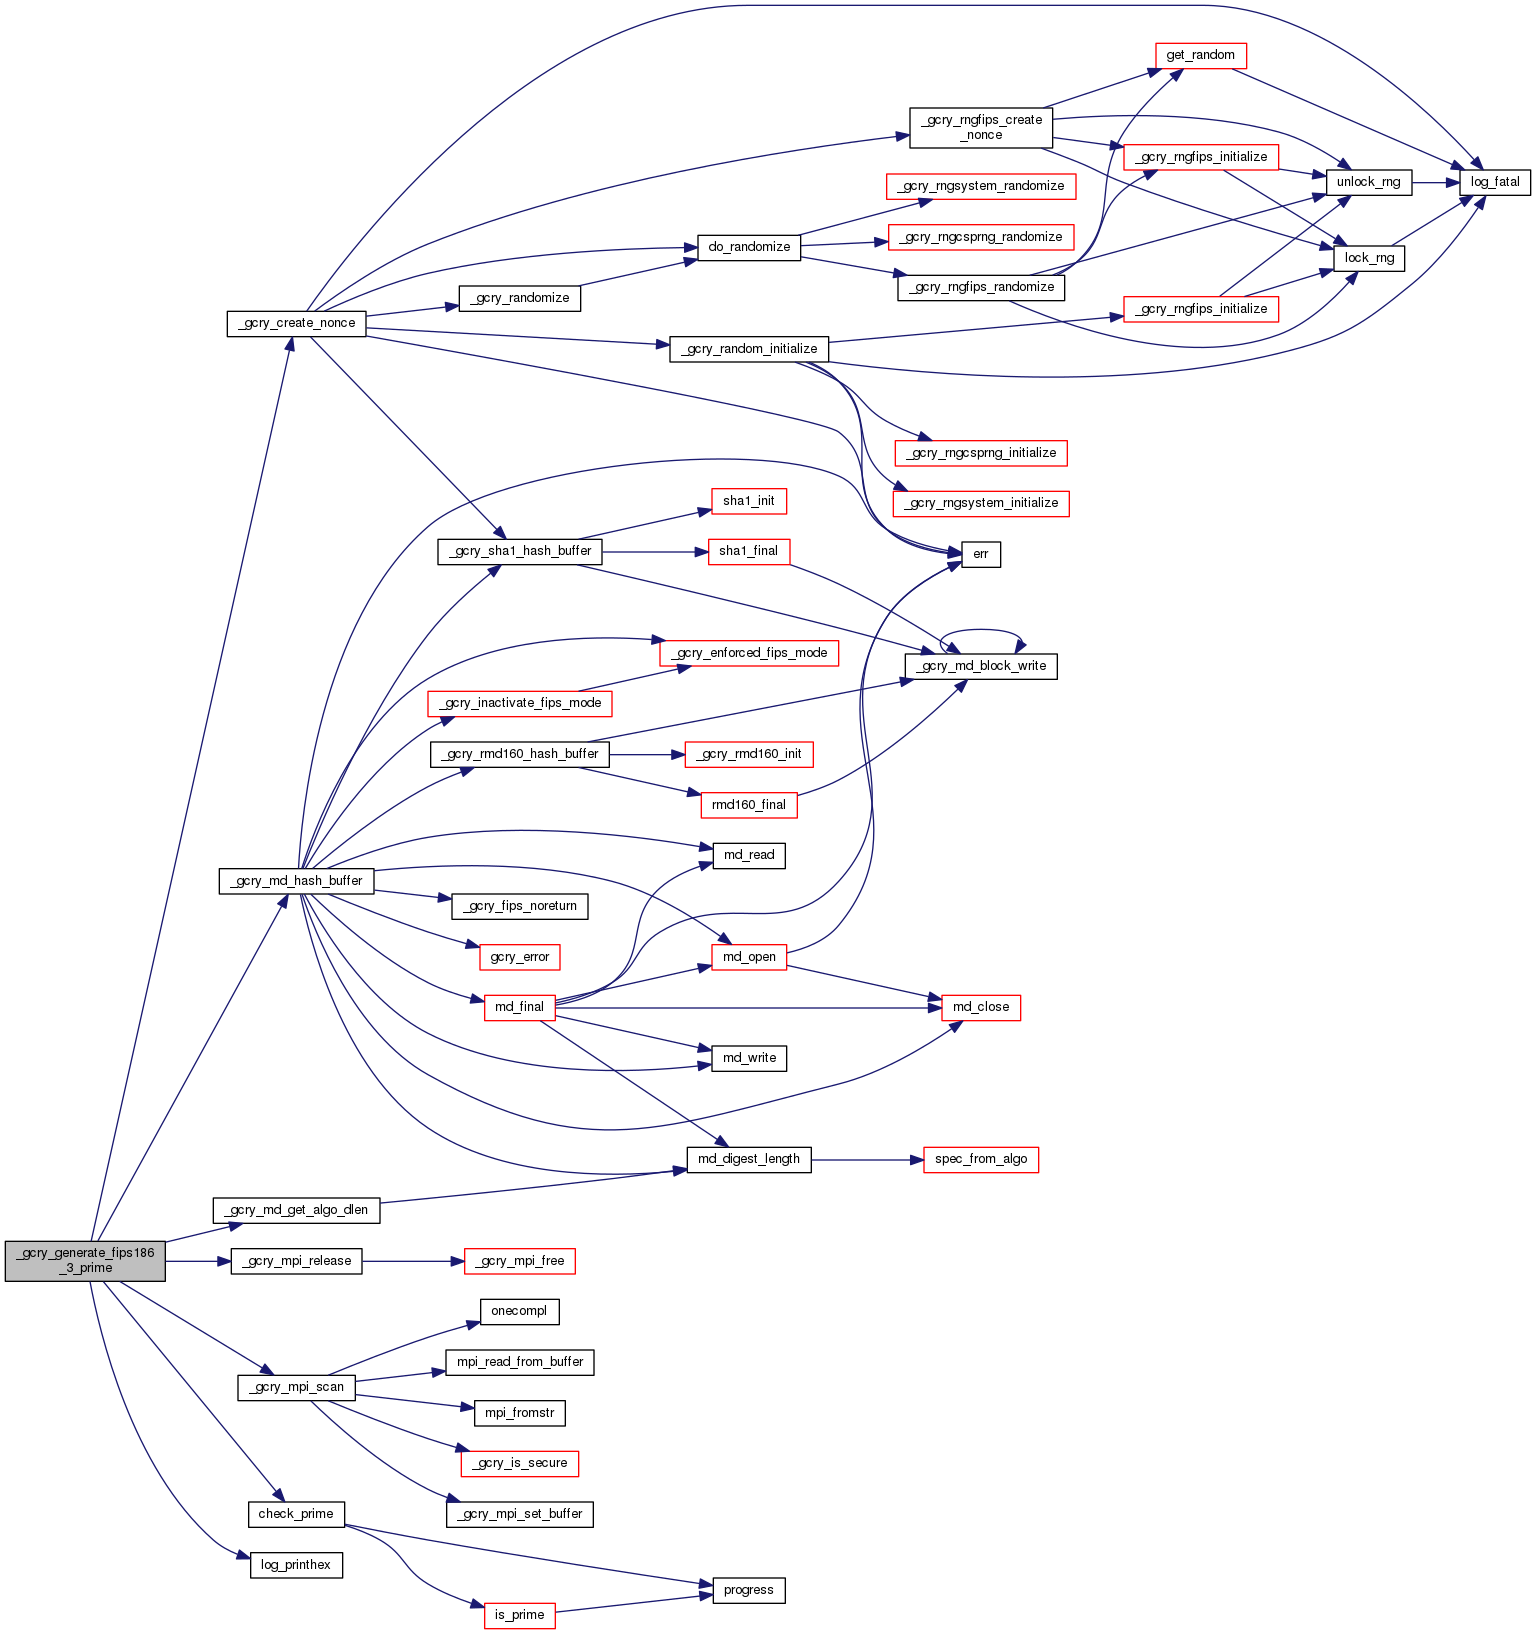 get_random
_gcry_rngfips_create
_nonce
_gcry_rngfips_initialize
unlock_rng
log_fatal
_gcry_rngsystem_randomize
_gcry_rngcsprng_randomize
do_randomize
lock_rng
_gcry_rngfips_randomize
_gcry_randomize
_gcry_rngfips_initialize
_gcry_create_nonce
_gcry_random_initialize
_gcry_rngcsprng_initialize
_gcry_rngsystem_initialize
sha1_init
_gcry_sha1_hash_buffer
sha1_final
err
_gcry_enforced_fips_mode
_gcry_md_block_write
_gcry_inactivate_fips_mode
_gcry_rmd160_hash_buffer
_gcry_rmd160_init
rmd160_final
md_read
_gcry_md_hash_buffer
_gcry_fips_noreturn
gcry_error
md_open
md_final
md_close
md_write
md_digest_length
spec_from_algo
_gcry_md_get_algo_dlen
_gcry_generate_fips186
_3_prime
_gcry_mpi_release
_gcry_mpi_free
onecompl
mpi_read_from_buffer
_gcry_mpi_scan
mpi_fromstr
_gcry_is_secure
_gcry_mpi_set_buffer
check_prime
log_printhex
progress
is_prime